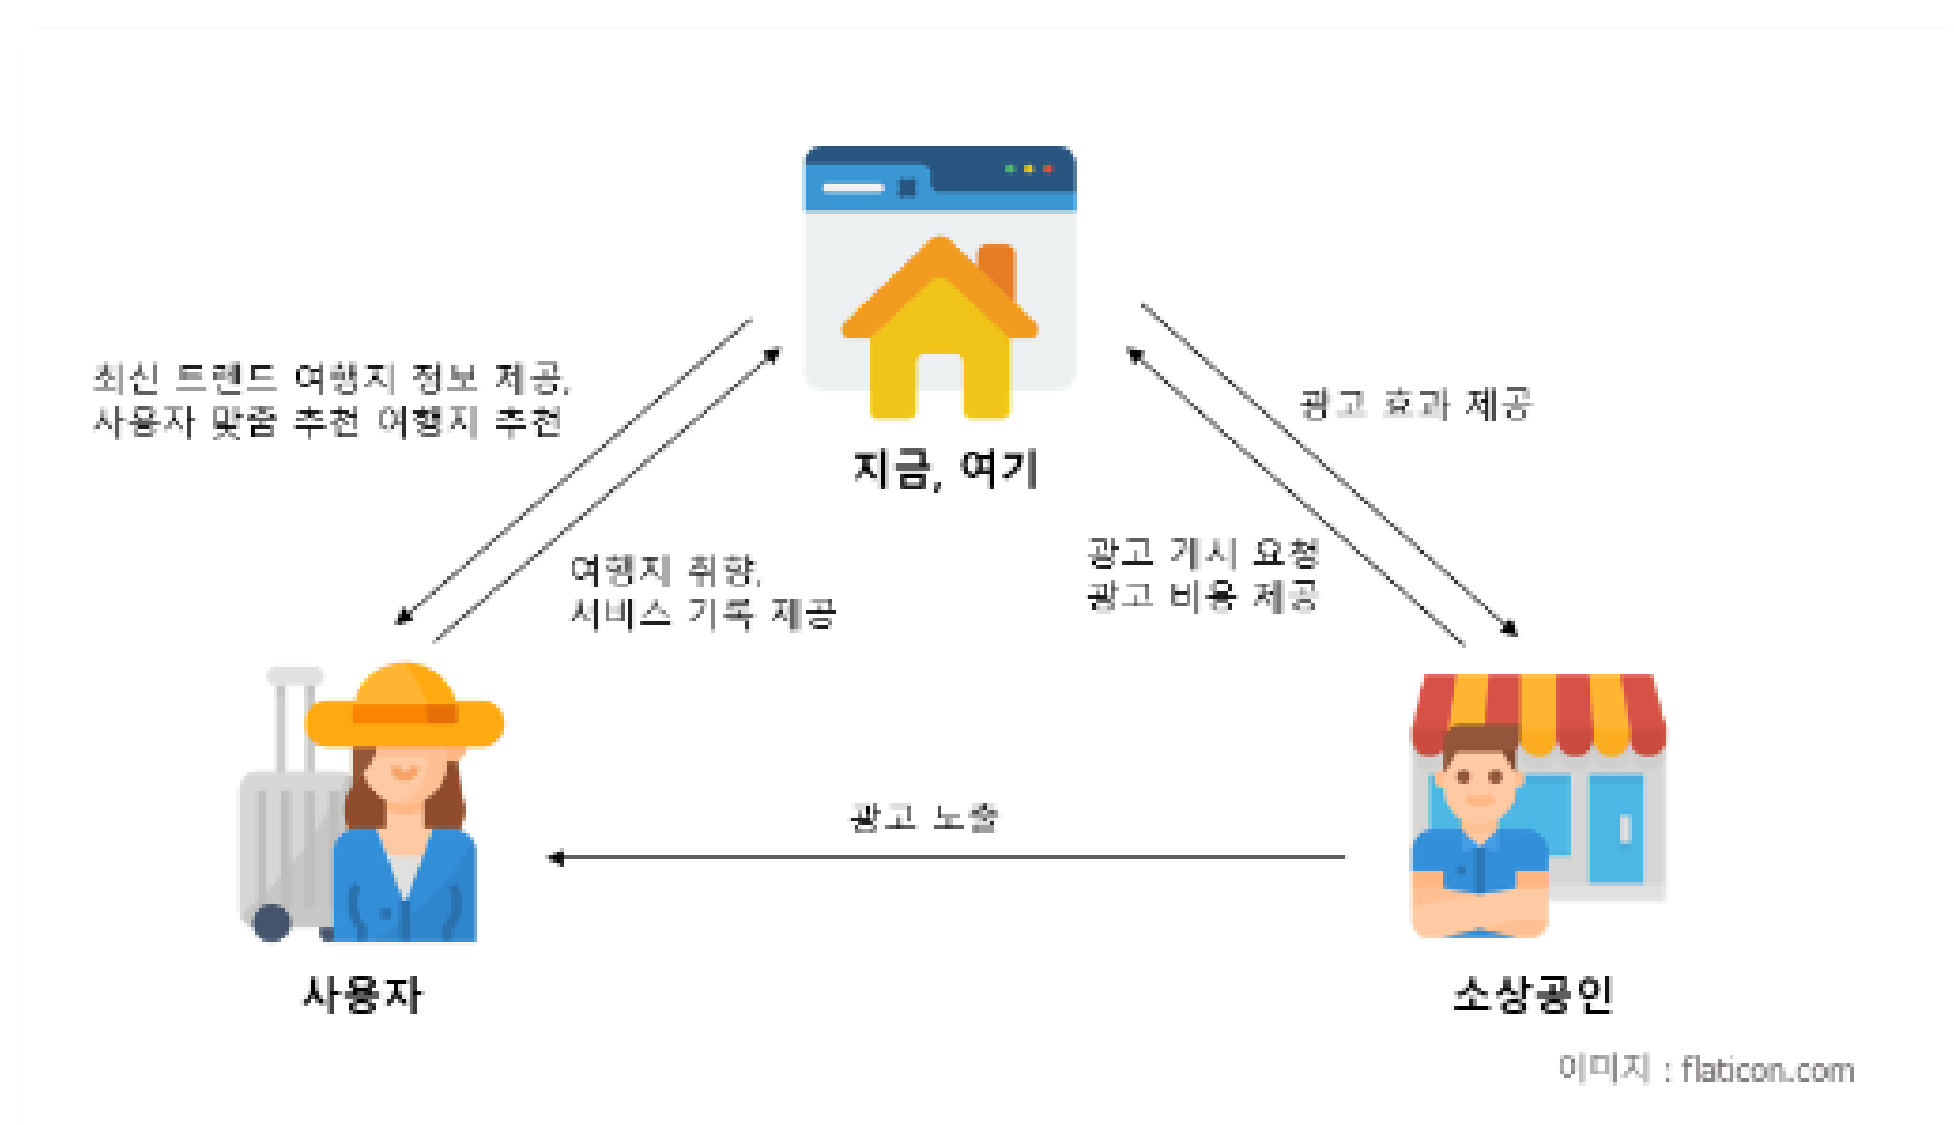 최신 트렌드 여행지 정보 제공,
사용자 맞춤 추천 여행지 추천
광고 효과 제공
지금, 여기
여행지 취향,
서비스 기록 제공
광고 게시 요청
광고 비용 제공
광고 노출
사용자
소상공인
이미지 : flaticon.com